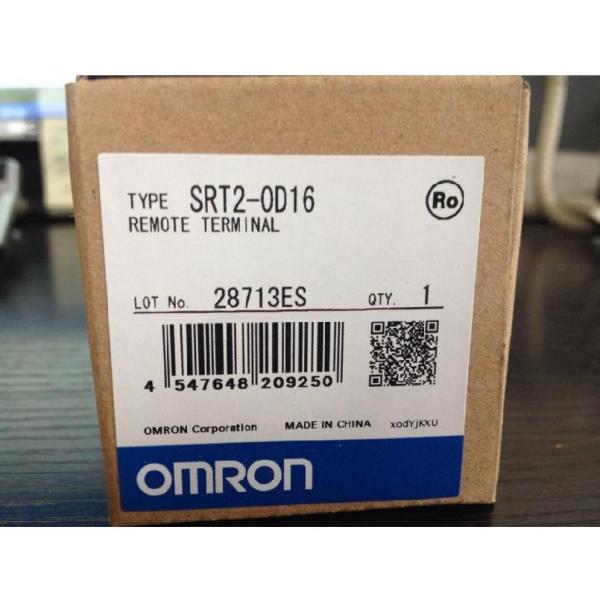 TYPE SRT2-OD16 Ro
REMOTE TERMINAL
LOT No. 28713ES QTY. 1
4 547648 209250
OMRON Corporation MADE IN CHINA xodYjKXU
OMRON